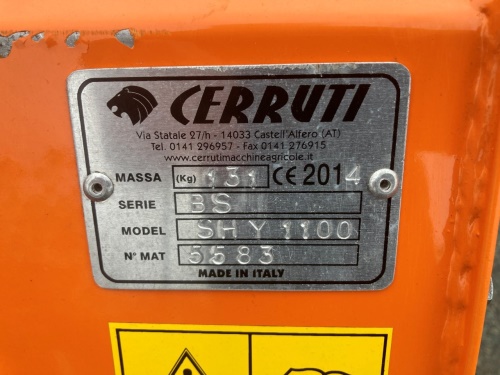 CERRUTI
Via Statale 27/h - 14033 Castell'Alfero (AT)
Tel. 0141 296957 - Fax 0141 276915
www.cerrutimacchineagricole.it
MASSA (Kg) 131 CE 2014
SERIE BS
MODEL SHY 1100
N° MAT 5583
MADE IN ITALY